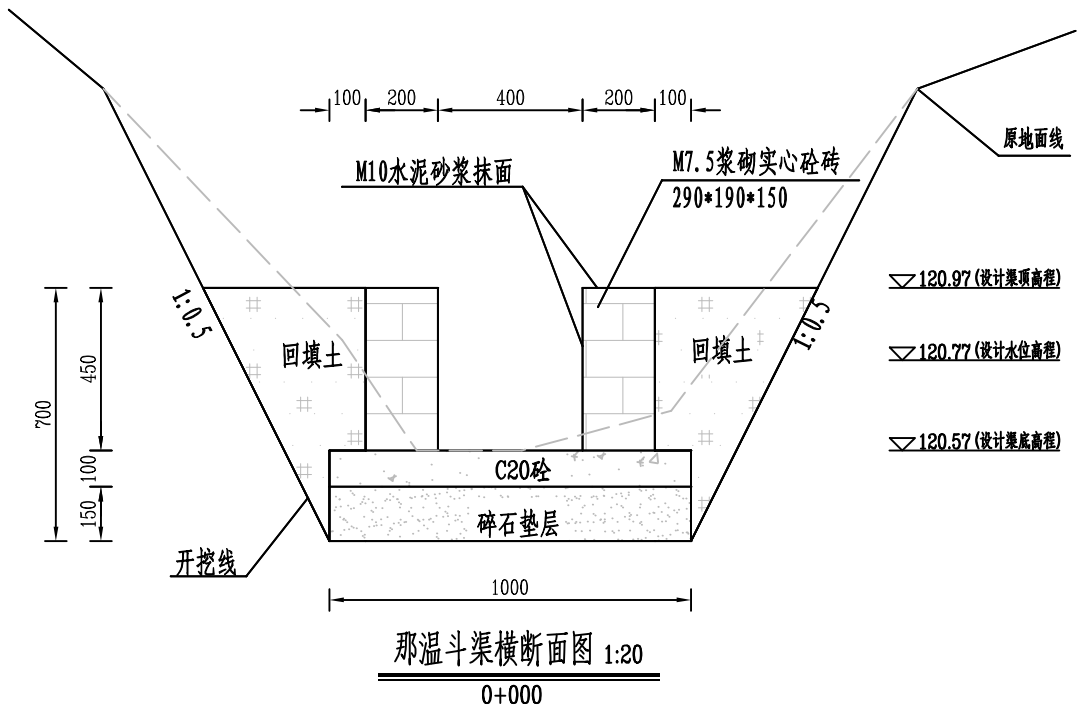 100 200 400 200 100
原地面线
M10水泥砂浆抹面
M7.5浆砌实心砼砖
290*190*150
120.97(设计渠顶高程)
1:0.5
1:0.5
回填土
回填土
120.77(设计水位高程)
450
700
120.57(设计渠底高程)
100
C20砼
150
碎石垫层
开挖线
1000
那温斗渠横断面图 1:20
0+000